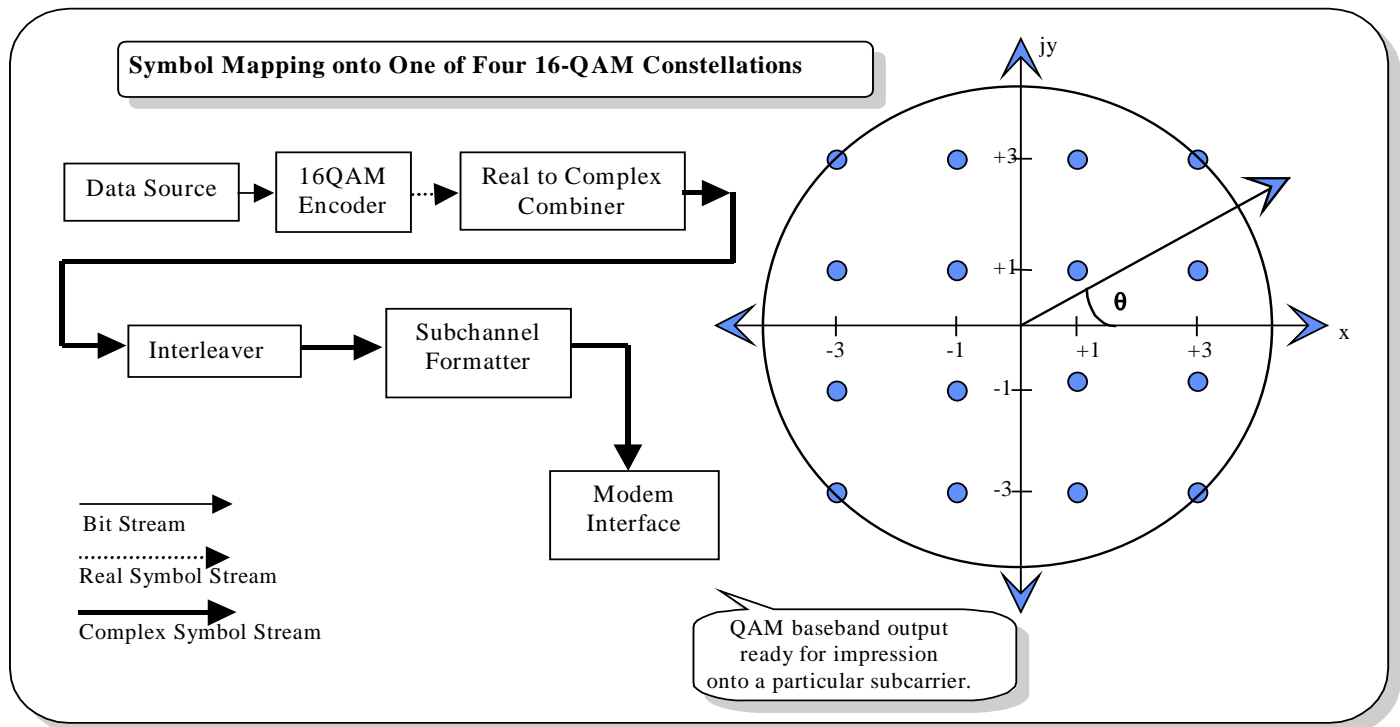 Symbol Mapping onto One of Four 16-QAM Constellations
Data Source
16QAM
Encoder
Real to Complex
Combiner
Interleaver
Subchannel
Formatter
Modem
Interface
Bit Stream
Real Symbol Stream
Complex Symbol Stream
QAM baseband output
ready for impression
onto a particular subcarrier.
jy
+3
+1
θ
x
-3
-1
+1
+3
-1
-3